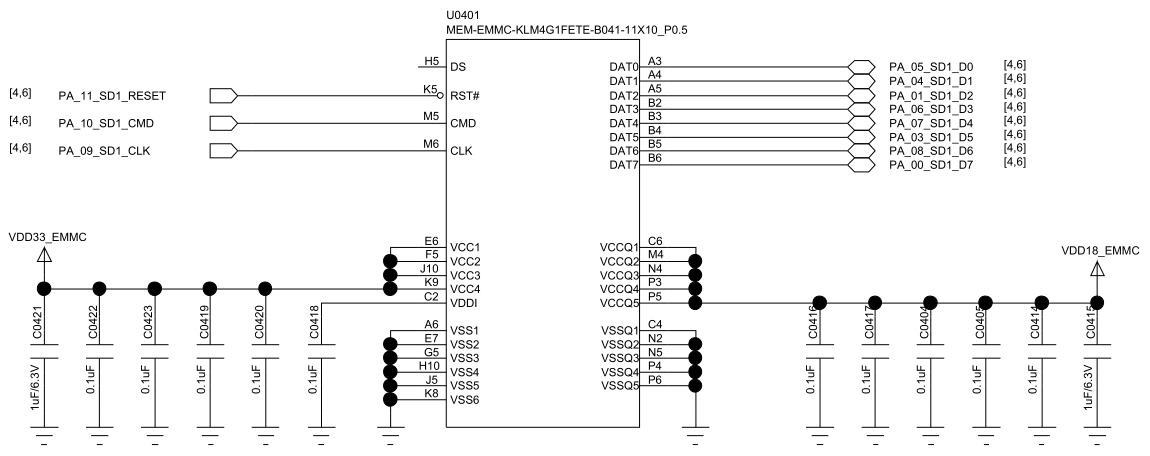 U0401
MEM-EMMC-KLM4G1FETE-B041-11X10_P0.5
H5 DS
[4,6] PA_11_SD1_RESET K5 RST#
[4,6] PA_10_SD1_CMD M5 CMD
[4,6] PA_09_SD1_CLK M6 CLK
DAT0 A3 PA_05_SD1_D0 [4,6]
DAT1 A4 PA_04_SD1_D1 [4,6]
DAT2 A5 PA_01_SD1_D2 [4,6]
DAT3 B2 PA_06_SD1_D3 [4,6]
DAT4 B3 PA_07_SD1_D4 [4,6]
DAT5 B4 PA_03_SD1_D5 [4,6]
DAT6 B5 PA_08_SD1_D6 [4,6]
DAT7 B6 PA_00_SD1_D7 [4,6]
VDD33_EMMC
E6 VCC1
F5 VCC2
J10 VCC3
K9 VCC4
C2 VDDI
A6 VSS1
E7 VSS2
G5 VSS3
H10 VSS4
J5 VSS5
K8 VSS6
VCCQ1 C6
VCCQ2 M4
VCCQ3 N4
VCCQ4 P3
VCCQ5 P5
VSSQ1 C4
VSSQ2 N2
VSSQ3 N5
VSSQ4 P4
VSSQ5 P6
VDD18_EMMC
C0421 1uF/6.3V
C0422 0.1uF
C0423 0.1uF
C0419 0.1uF
C0420 0.1uF
C0418
C0416 0.1uF
C0417 0.1uF
C0404 0.1uF
C0405 0.1uF
C0414 0.1uF
C0415 1uF/6.3V